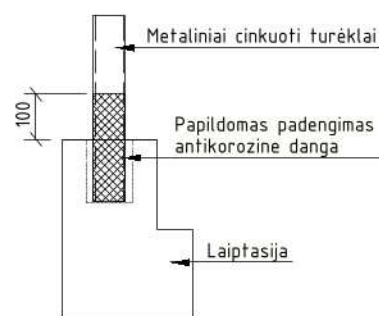 Metaliniai cinkuoti turėklai
100
Papildomas padengimas
antikorozine danga
Laiptasija